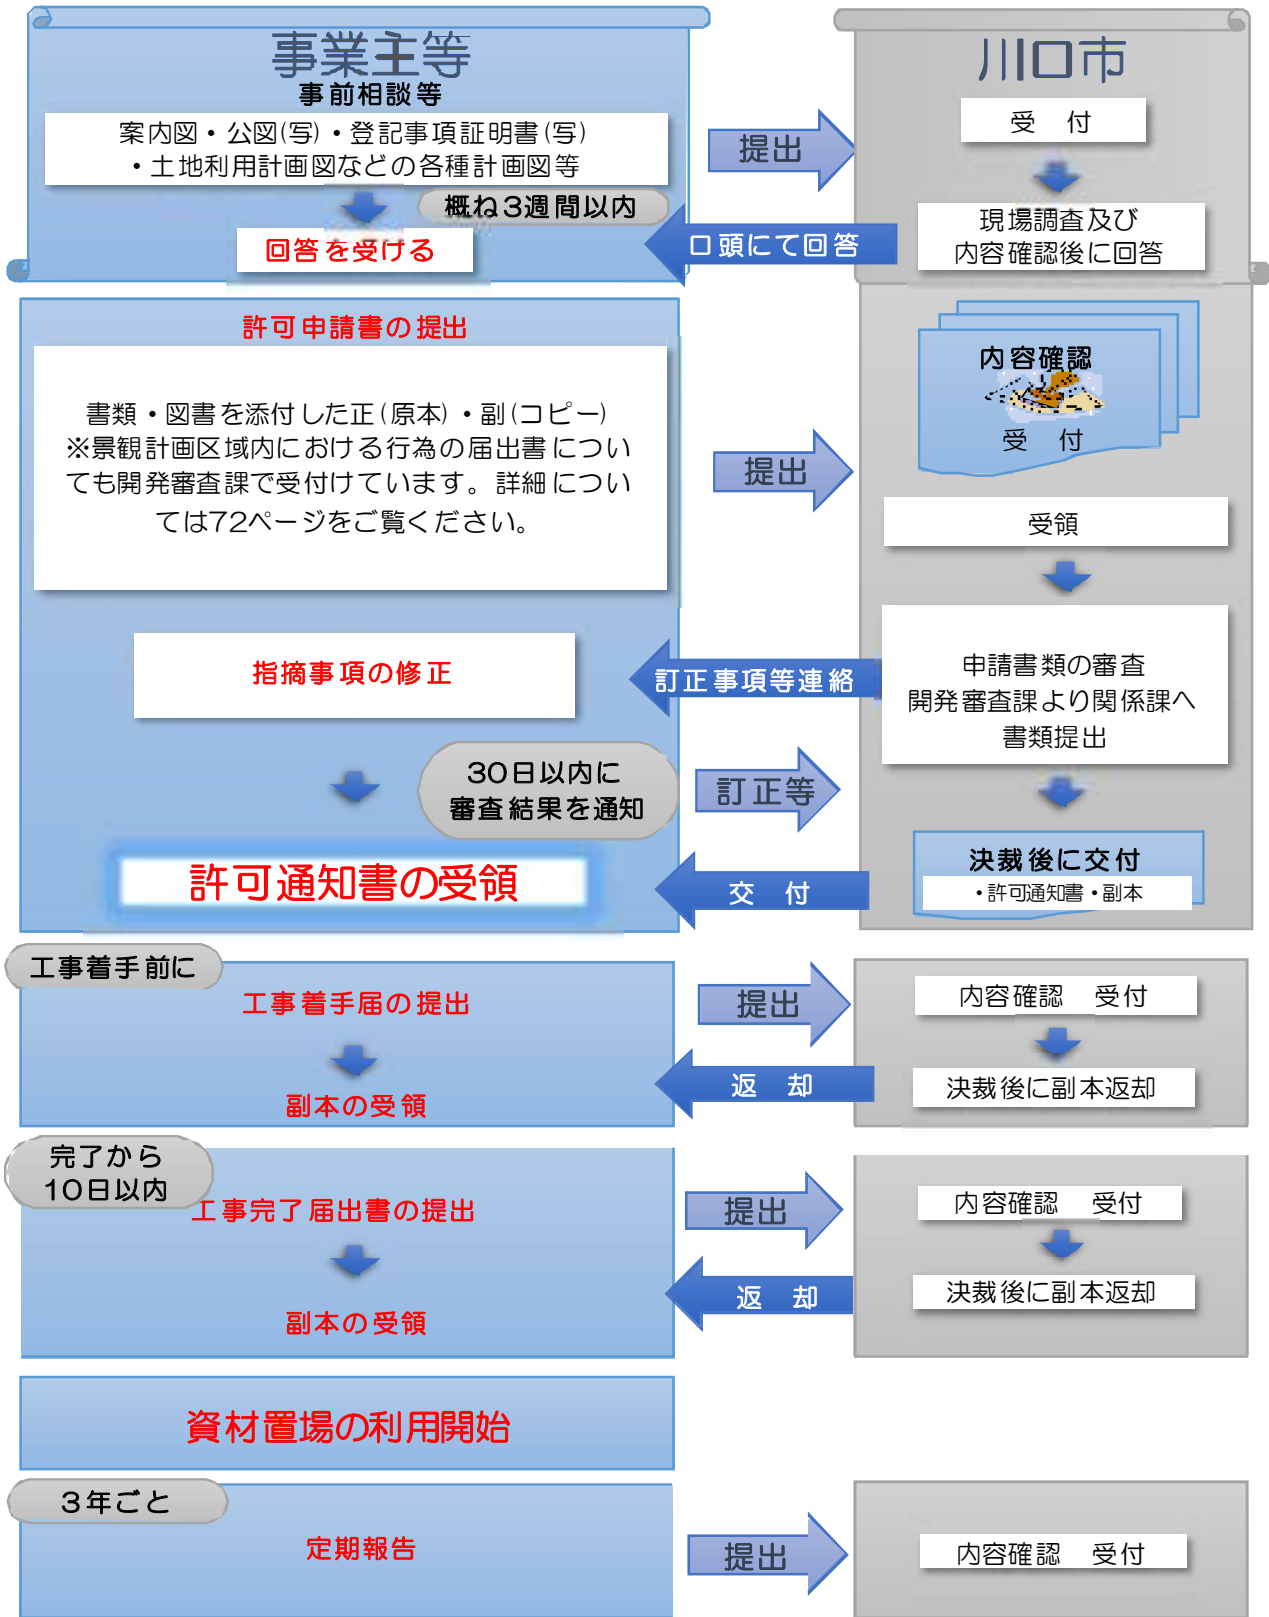 事業主等
事前相談等
案内図・公図(写)・登記事項証明書(写)
・土地利用計画図などの各種計画図等
概ね3週間以内
回答を受ける
提出
口頭にて回答
川口市
受　付
現場調査及び
内容確認後に回答
許可申請書の提出
書類・図書を添付した正(原本)・副(コピー)
※景観計画区域内における行為の届出書につい
ても開発審査課で受付けています。詳細につい
ては72ページをご覧ください。
提出
内容確認
受　付
受領
指摘事項の修正
訂正事項等連絡
申請書類の審査
開発審査課より関係課へ
書類提出
30日以内に
審査結果を通知
訂正等
許可通知書の受領
交　付
決裁後に交付
・許可通知書・副本
工事着手前に
工事着手届の提出
提出
内容確認　受付
副本の受領
返　却
決裁後に副本返却
完了から
10日以内
工事完了届出書の提出
提出
内容確認　受付
副本の受領
返　却
決裁後に副本返却
資材置場の利用開始
3年ごと
定期報告
提出
内容確認　受付